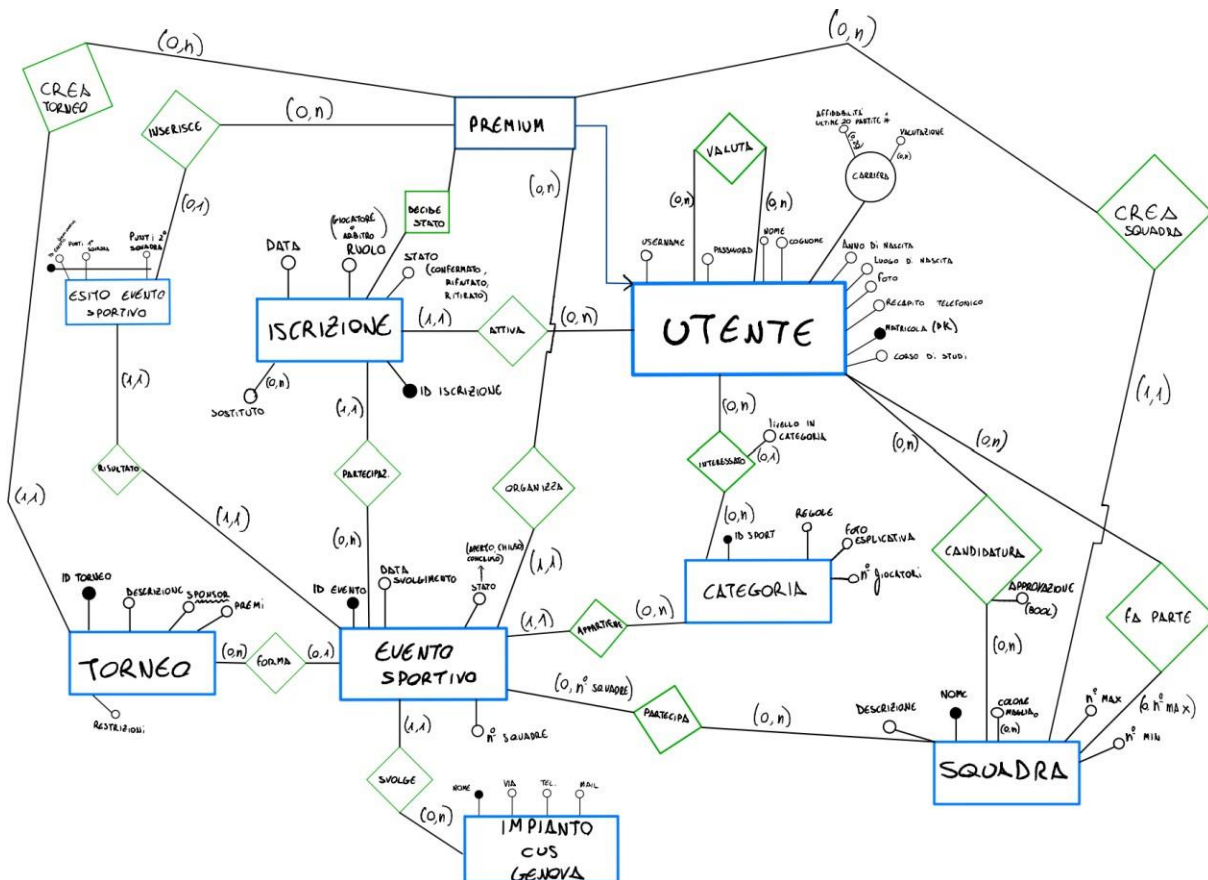 (0,n)
(0,n)
CREA
TORNEO
INSERISCE
(0,n)
PREMIUM
VALUTA
AFFIDABILITÀ
ULTIME 20 PARTITE *
VALUTAZIONE
(0,n)
CARRIERA
(0,n)
(0,n)
(0,n)
CREA
SQUADRA
(0,1)
DECIDE
STATO
(GIOCATORE
O
ARBITRO)
RUOLO
DATA
STATO
(CONFERMATO,
RIFIUTATO,
RITIRATO)
USERNAME
PASSWORD
NOME
COGNOME
ANNO DI NASCITA
LUOGO DI NASCITA
FOTO
RECAPITO TELEFONICO
MATRICOLA (PK)
CORSO DI STUDI
PUNTI 1°
SQUADRA
PUNTI 2°
SQUADRA
ESITO EVENTO
SPORTIVO
ISCRIZIONE
(1,1)
ATTIVA
(0,n)
UTENTE
(0,n)
SOSTITUTO
ID ISCRIZIONE
(1,1)
(1,1)
(1,1)
(0,n)
(0,n)
(0,n)
LIVELLO IN
CATEGORIA
(0,1)
INTERESSATO
RISULTATO
PARTECIPAZ.
ORGANIZZA
(1,1)
(1,1)
(0,n)
(1,1)
(0,n)
ID SPORT
REGOLE
FOTO
ESPLICATIVA
N° GIOCATORI
CATEGORIA
CANDIDATURA
APPROVAZIONE
(BOOL)
FA PARTE
ID TORNEO
DESCRIZIONE
SPONSOR
PREMI
ID EVENTO
DATA
SVOLGIMENTO
(APERTO, CHIUSO,
CONCLUSO)
STATO
(1,1)
APPARTIENE
(0,n)
(0,n)
TORNEO
(0,n)
FORMA
(0,1)
EVENTO
SPORTIVO
(0, n° SQUADRE)
PARTECIPA
(0,n)
DESCRIZIONE
NOME
COLORE
MAGLIA
(0,n)
n° MAX
(0, n° MAX)
n° MIN
RESTRIZIONI
(1,1)
n° SQUADRE
SQUADRA
SVOLGE
(0,n)
NOME
VIA
TEL.
MAIL
IMPIANTO
CUS
GENOVA